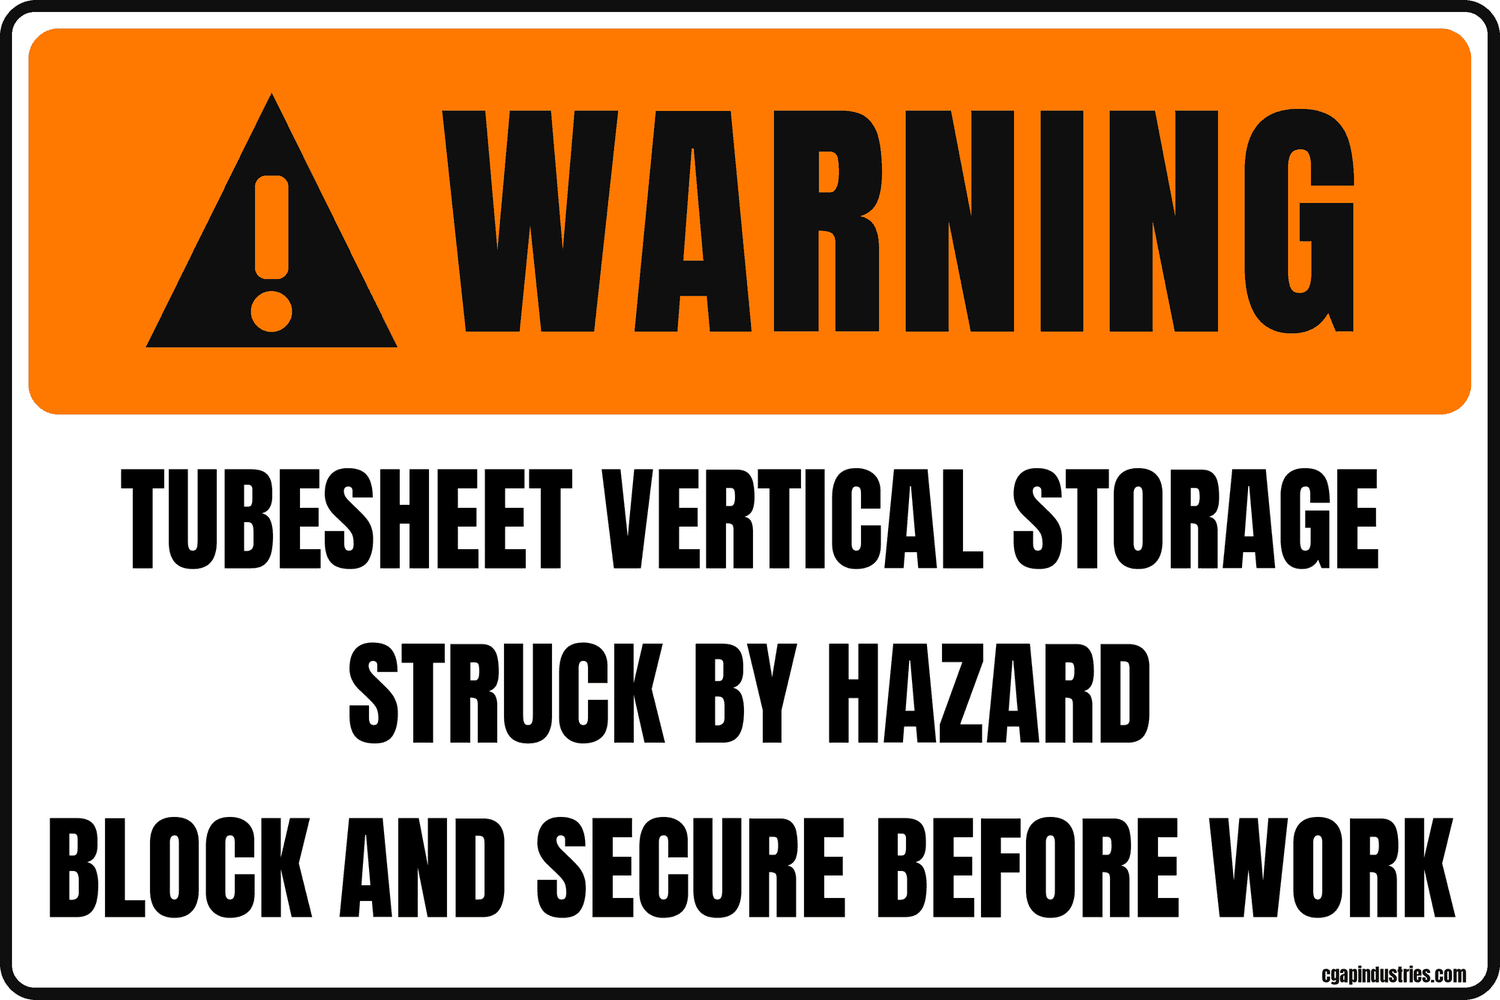 WARNING
TUBESHEET VERTICAL STORAGE
STRUCK BY HAZARD
BLOCK AND SECURE BEFORE WORK
cgapindustries.com